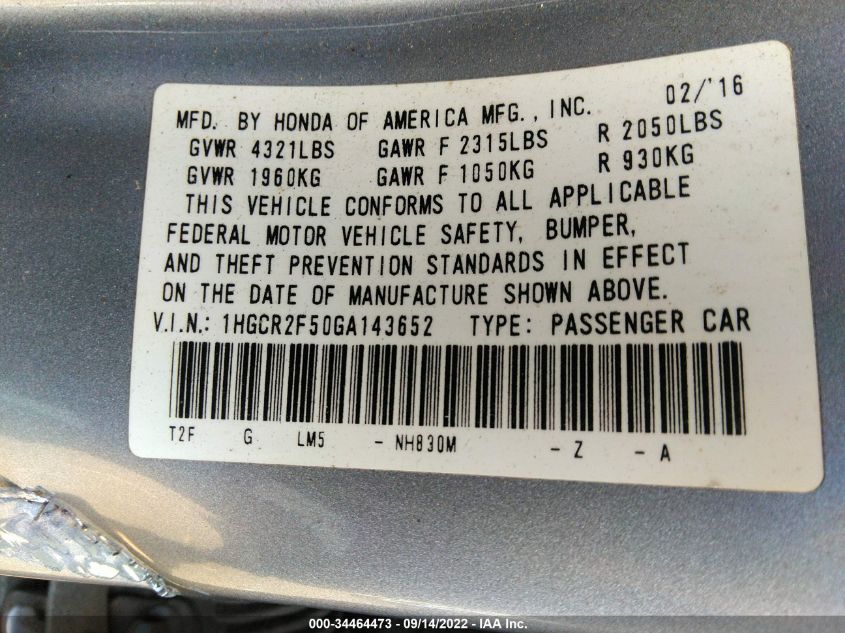 02/'16
MFD. BY HONDA OF AMERICA MFG., INC.
GVWR 4321LBS GAWR F 2315LBS R 2050LBS
GVWR 1960KG GAWR F 1050KG R 930KG
THIS VEHICLE CONFORMS TO ALL APPLICABLE
FEDERAL MOTOR VEHICLE SAFETY, BUMPER,
AND THEFT PREVENTION STANDARDS IN EFFECT
ON THE DATE OF MANUFACTURE SHOWN ABOVE.
V.I.N.: 1HGCR2F50GA143652 TYPE: PASSENGER CAR
T2F G LM5 - NH830M - Z - A
000-34464473 - 09/14/2022 - IAA Inc.